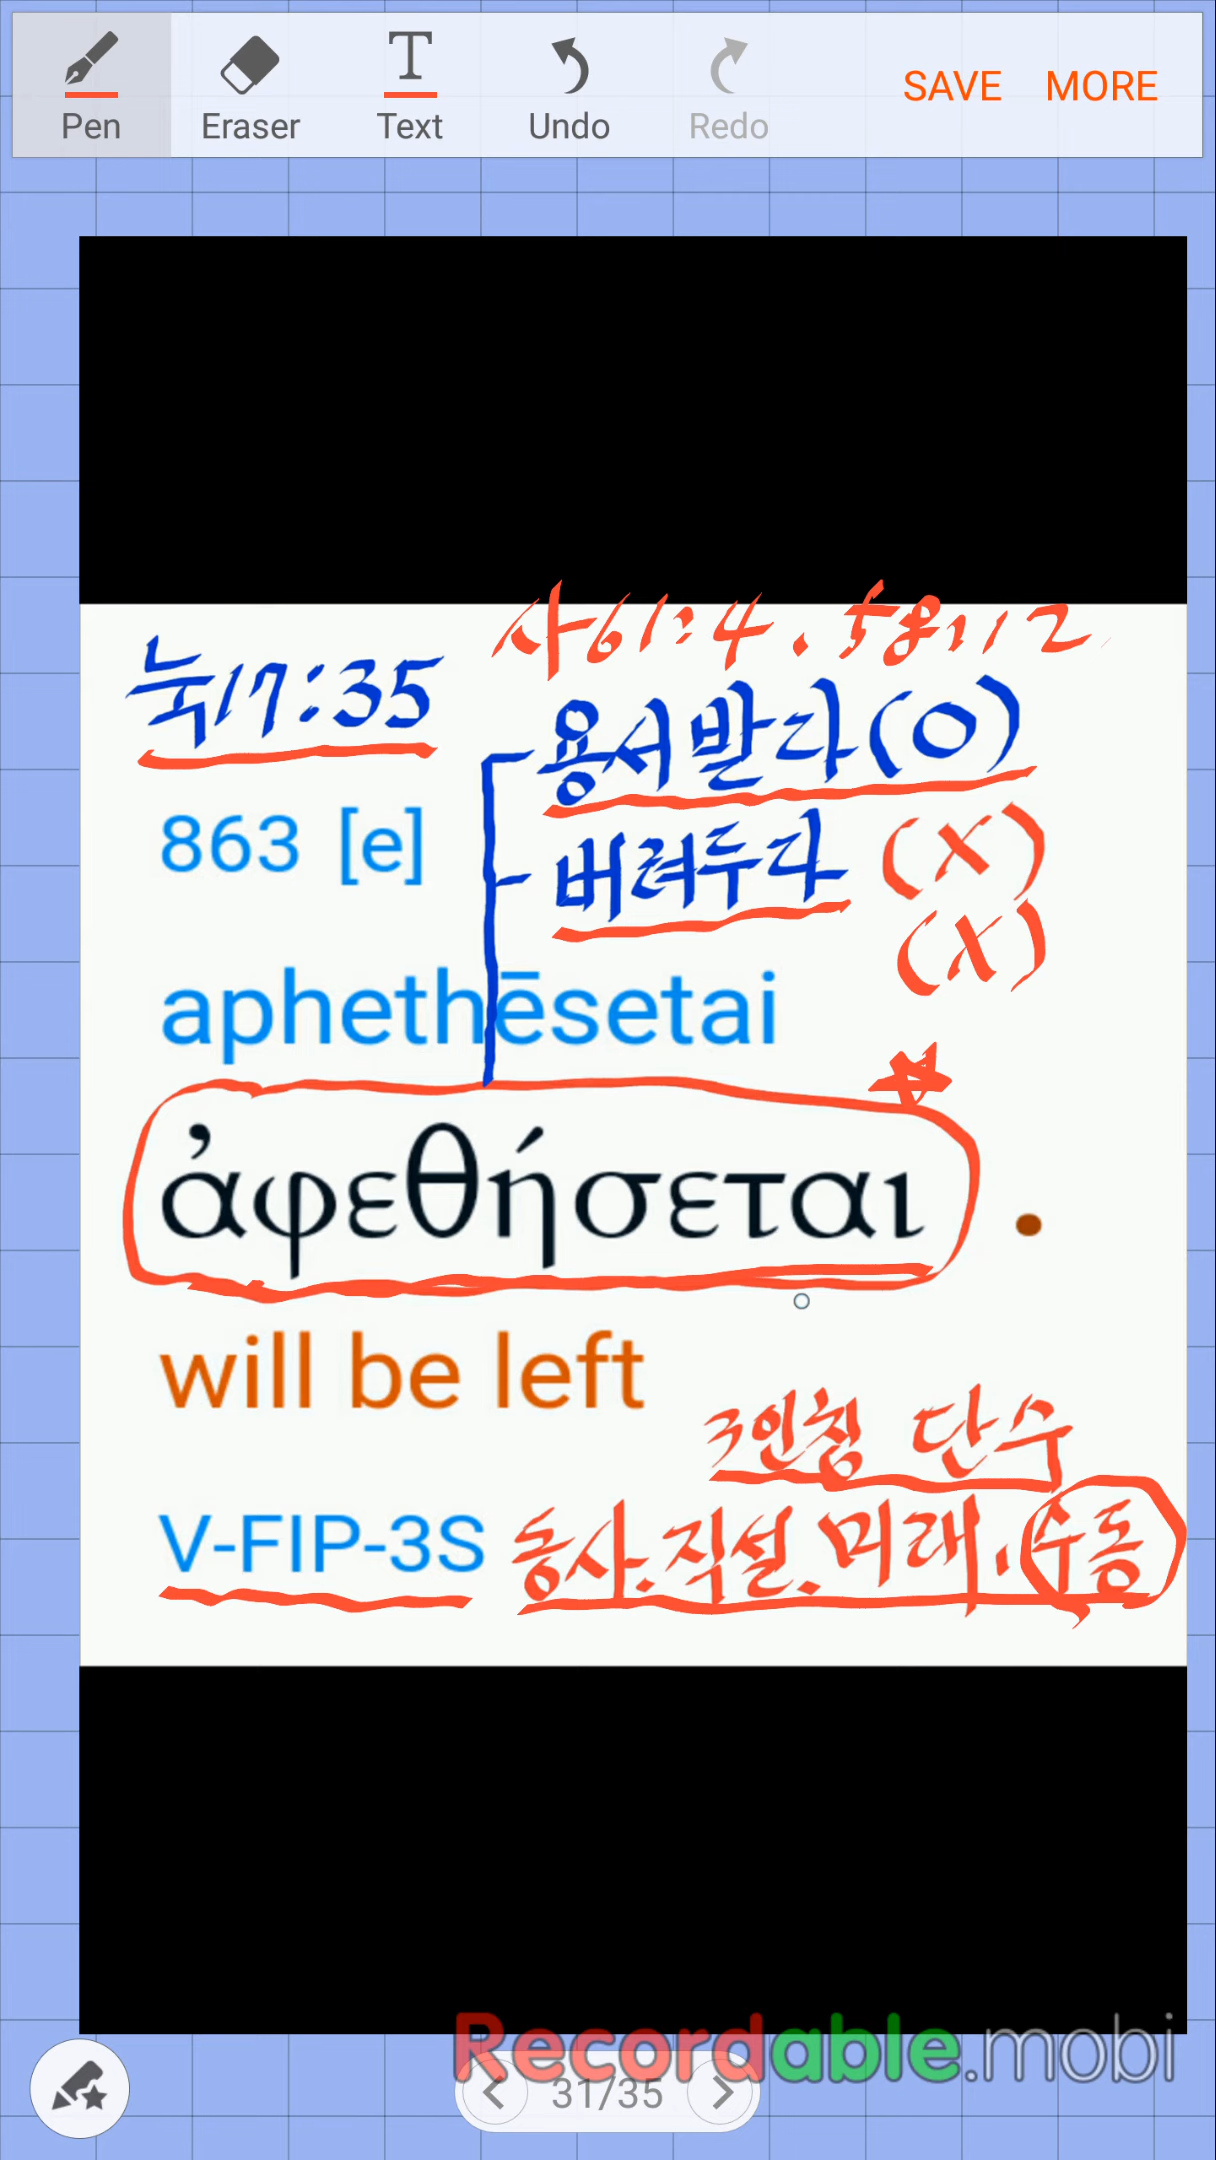 Pen Eraser Text Undo Redo SAVE MORE
사61:4. 58:12
눅17:35
용서받다(O)
863 [e]
버려두다 (X)
(X)
aphethēsetai
ἀφεθήσεται .
will be left
3인칭 단수
V-FIP-3S 동사.직설.미래.수동
Recordable.mobi
31/35